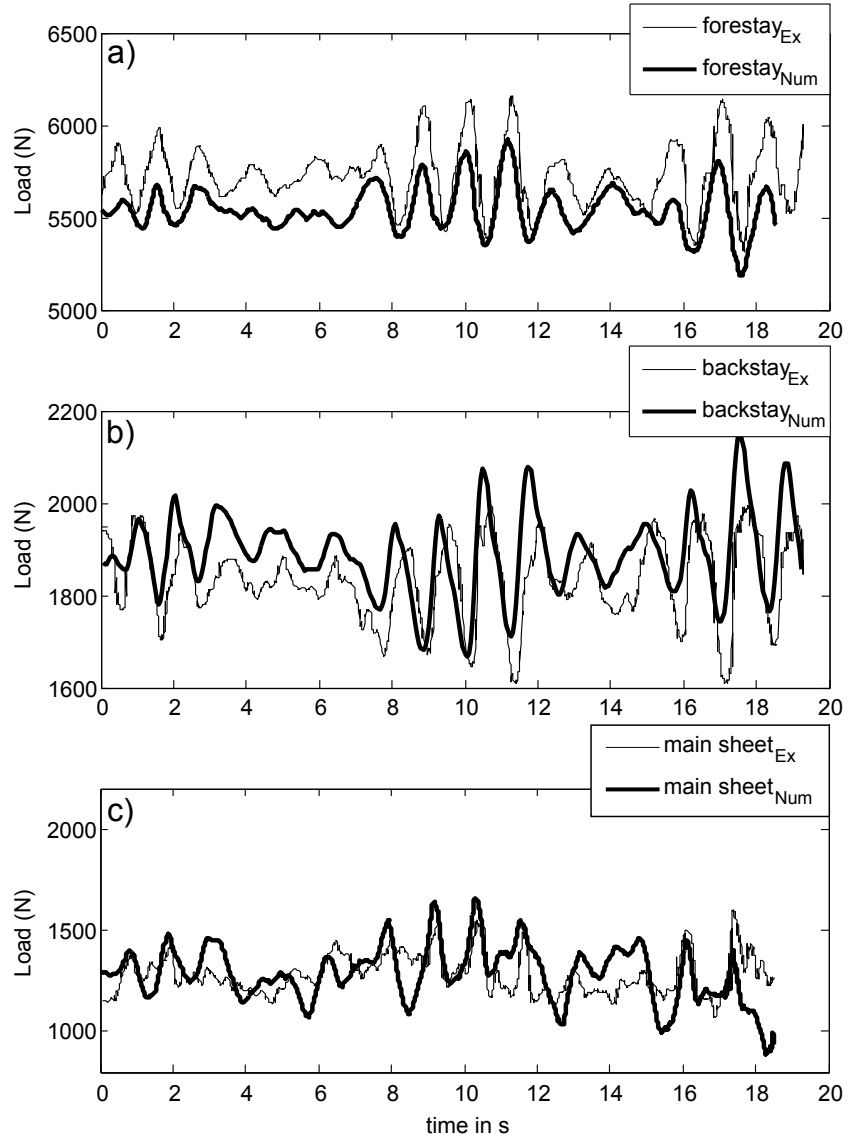 a)
forestay_Ex
forestay_Num
6500
6000
5500
5000
Load (N)
0 2 4 6 8 10 12 14 16 18 20
b)
backstay_Ex
backstay_Num
2200
2000
1800
1600
Load (N)
0 2 4 6 8 10 12 14 16 18 20
c)
main sheet_Ex
main sheet_Num
2000
1500
1000
Load (N)
0 2 4 6 8 10 12 14 16 18 20
time in s